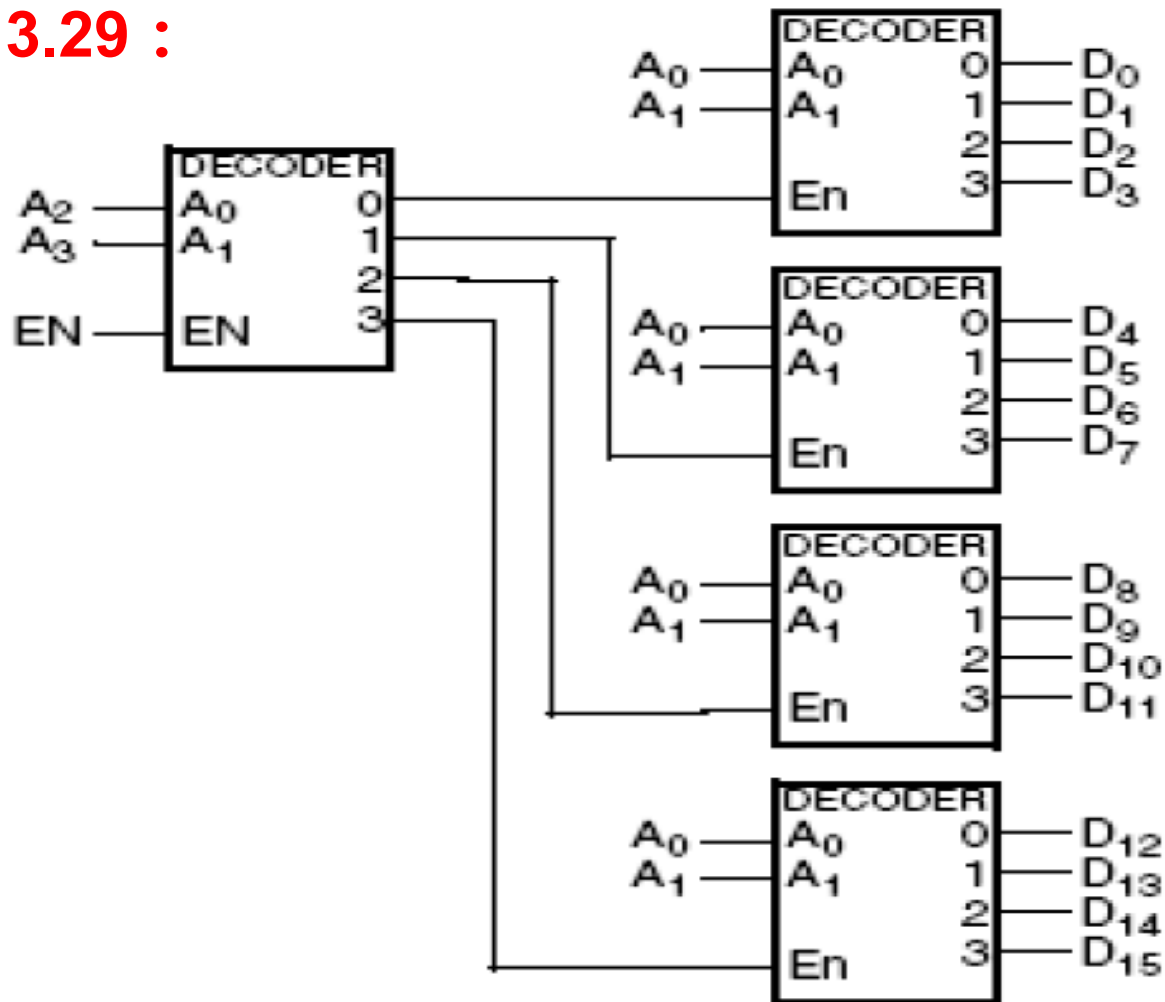 3.29 :
DECODER
A₂ A₀ 0
A₃ A₁ 1
2
3
EN EN
DECODER
A₀ A₀ 0 D₀
A₁ A₁ 1 D₁
2 D₂
3 D₃
En
DECODER
A₀ A₀ 0 D₄
A₁ A₁ 1 D₅
2 D₆
3 D₇
En
DECODER
A₀ A₀ 0 D₈
A₁ A₁ 1 D₉
2 D₁₀
3 D₁₁
En
DECODER
A₀ A₀ 0 D₁₂
A₁ A₁ 1 D₁₃
2 D₁₄
3 D₁₅
En